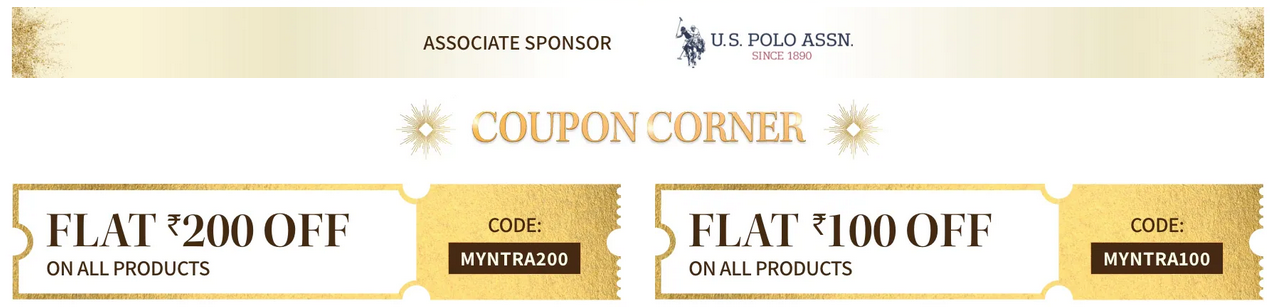 ASSOCIATE SPONSOR
U.S. POLO ASSN.
SINCE 1890
COUPON CORNER
FLAT ₹200 OFF
ON ALL PRODUCTS
CODE:
MYNTRA200
FLAT ₹100 OFF
ON ALL PRODUCTS
CODE:
MYNTRA100